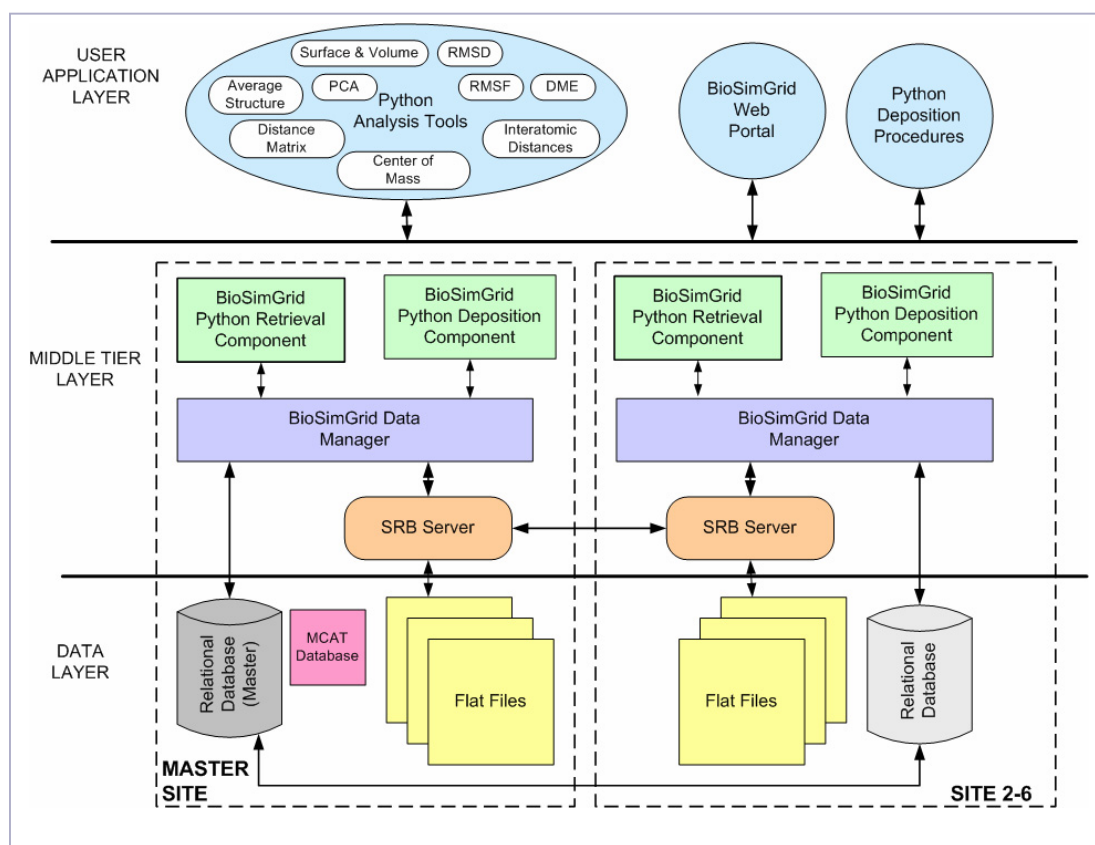 USER
APPLICATION
LAYER
Surface & Volume
RMSD
Average
Structure
PCA
RMSF
DME
Python
Analysis Tools
Distance
Matrix
Interatomic
Distances
Center of
Mass
BioSimGrid
Web
Portal
Python
Deposition
Procedures
MIDDLE TIER
LAYER
BioSimGrid
Python Retrieval
Component
BioSimGrid
Python Deposition
Component
BioSimGrid
Python Retrieval
Component
BioSimGrid
Python Deposition
Component
BioSimGrid Data
Manager
BioSimGrid Data
Manager
SRB Server
SRB Server
DATA
LAYER
Relational
Database
(Master)
MCAT
Database
Flat Files
Flat Files
Relational
Database
MASTER
SITE
SITE 2-6